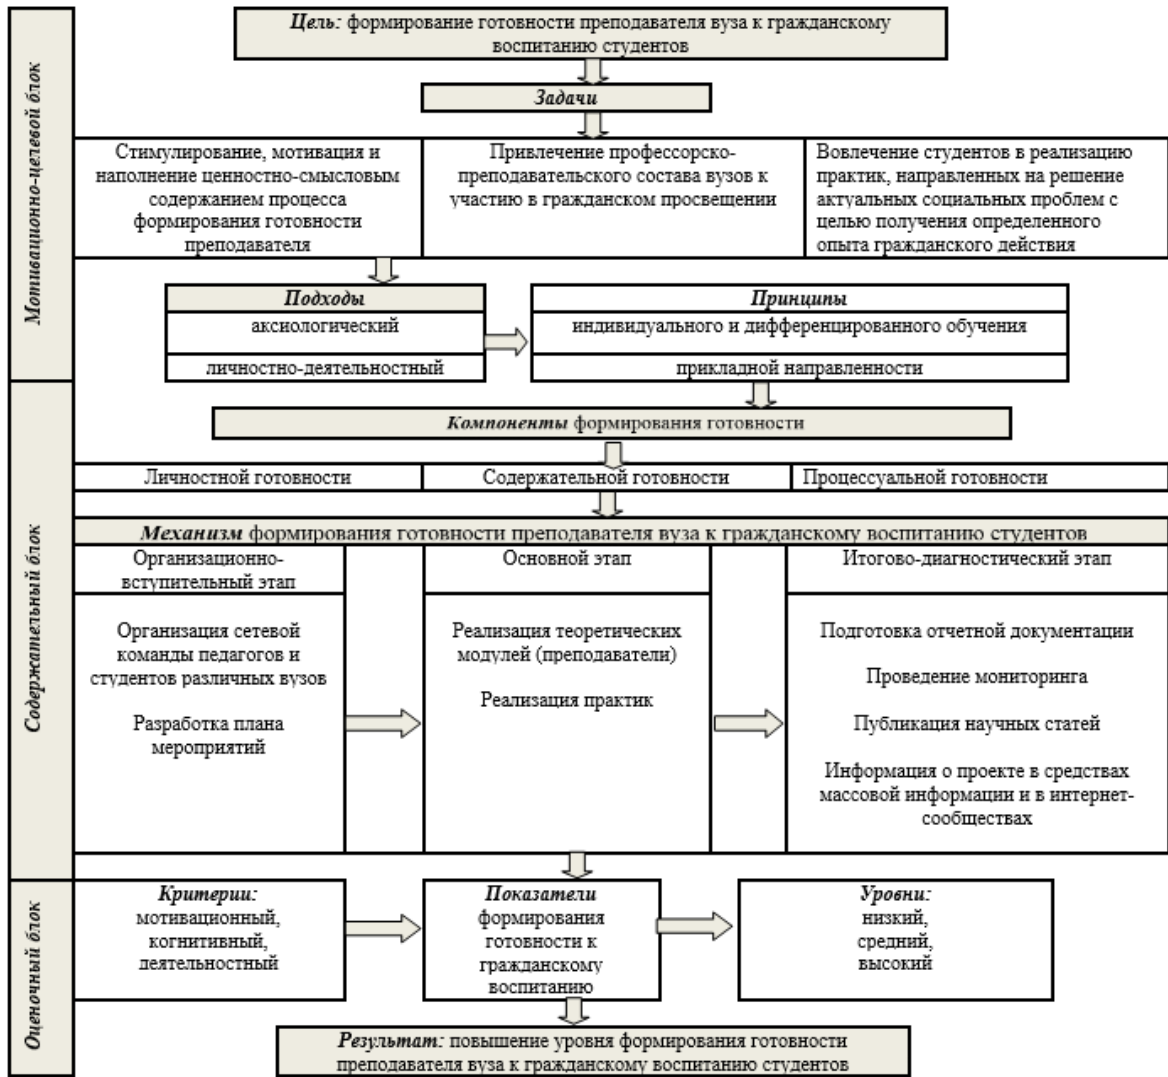 Мотивационно-целевой блок
Цель: формирование готовности преподавателя вуза к гражданскому
воспитанию студентов
Задачи
Стимулирование, мотивация и
наполнение ценностно-смысловым
содержанием процесса
формирования готовности
преподавателя
Привлечение профессорско-
преподавательского состава вузов к
участию в гражданском просвещении
Вовлечение студентов в реализацию
практик, направленных на решение
актуальных социальных проблем с
целью получения определенного
опыта гражданского действия
Подходы
аксиологический
личностно-деятельностный
Принципы
индивидуального и дифференцированного обучения
прикладной направленности
Содержательный блок
Компоненты формирования готовности
Личностной готовности
Содержательной готовности
Процессуальной готовности
Механизм формирования готовности преподавателя вуза к гражданскому воспитанию студентов
Организационно-
вступительный этап
Основной этап
Итогово-диагностический этап
Организация сетевой
команды педагогов и
студентов различных вузов
Разработка плана
мероприятий
Реализация теоретических
модулей (преподаватели)
Реализация практик
Подготовка отчетной документации
Проведение мониторинга
Публикация научных статей
Информация о проекте в средствах
массовой информации и в интернет-
сообществах
Оценочный блок
Критерии:
мотивационный,
когнитивный,
деятельностный
Показатели
формирования
готовности к
гражданскому
воспитанию
Уровни:
низкий,
средний,
высокий
Результат: повышение уровня формирования готовности
преподавателя вуза к гражданскому воспитанию студентов